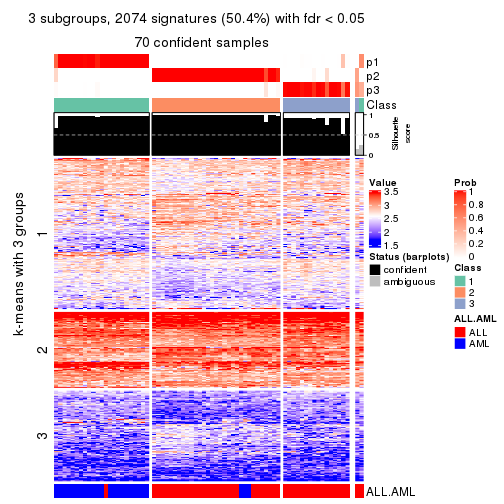 3 subgroups, 2074 signatures (50.4%) with fdr < 0.05
70 confident samples
p1
p2
p3
Class
1
0.5
0
Silhouette
score
k-means with 3 groups
1
2
3
ALL.AML
Value
3.5
3
2.5
2
1.5
Status (barplots)
confident
ambiguous
Prob
1
0.8
0.6
0.4
0.2
0
Class
1
2
3
ALL.AML
ALL
AML